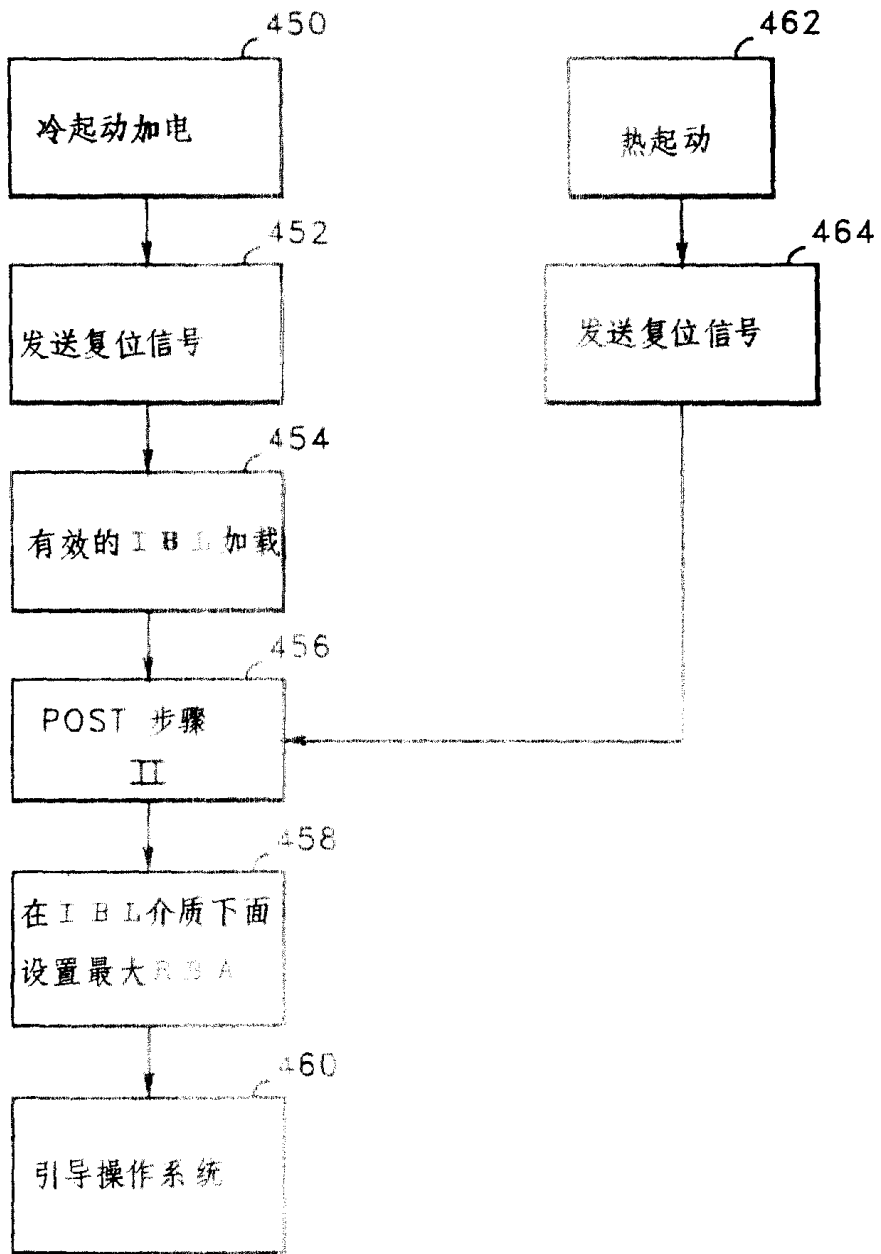 450
冷起动加电
452
发送复位信号
454
有效的IBL加载
456
POST 步骤
II
458
在IBL介质下面
设置最大RBA
460
引导操作系统
462
热起动
464
发送复位信号